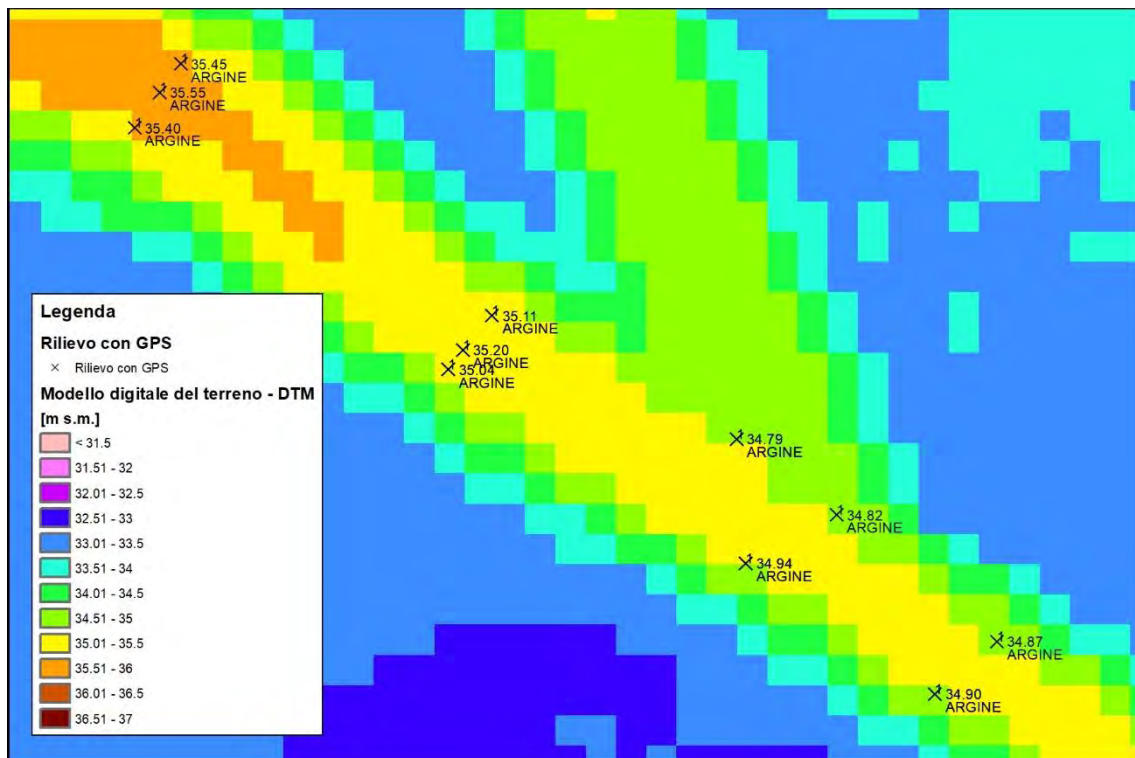 35.45
ARGINE
35.55
ARGINE
35.40
ARGINE
35.11
ARGINE
35.20
ARGINE
35.04
ARGINE
34.79
ARGINE
34.82
ARGINE
34.94
ARGINE
34.87
ARGINE
34.90
ARGINE
Legenda
Rilievo con GPS
Rilievo con GPS
Modello digitale del terreno - DTM
[m s.m.]
< 31.5
31.51 - 32
32.01 - 32.5
32.51 - 33
33.01 - 33.5
33.51 - 34
34.01 - 34.5
34.51 - 35
35.01 - 35.5
35.51 - 36
36.01 - 36.5
36.51 - 37